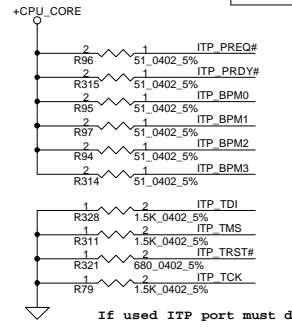 +CPU_CORE
2 1 ITP_PREQ#
R96 51_0402_5%
2 1 ITP_PRDY#
R315 51_0402_5%
2 1 ITP_BPM0
R95 51_0402_5%
2 1 ITP_BPM1
R97 51_0402_5%
2 1 ITP_BPM2
R94 51_0402_5%
2 1 ITP_BPM3
R314 51_0402_5%
1 2 ITP_TDI
R328 1.5K_0402_5%
1 2 ITP_TMS
R311 1.5K_0402_5%
1 2 ITP_TRST#
R321 680_0402_5%
1 2 ITP_TCK
R79 1.5K_0402_5%
If used ITP port must d